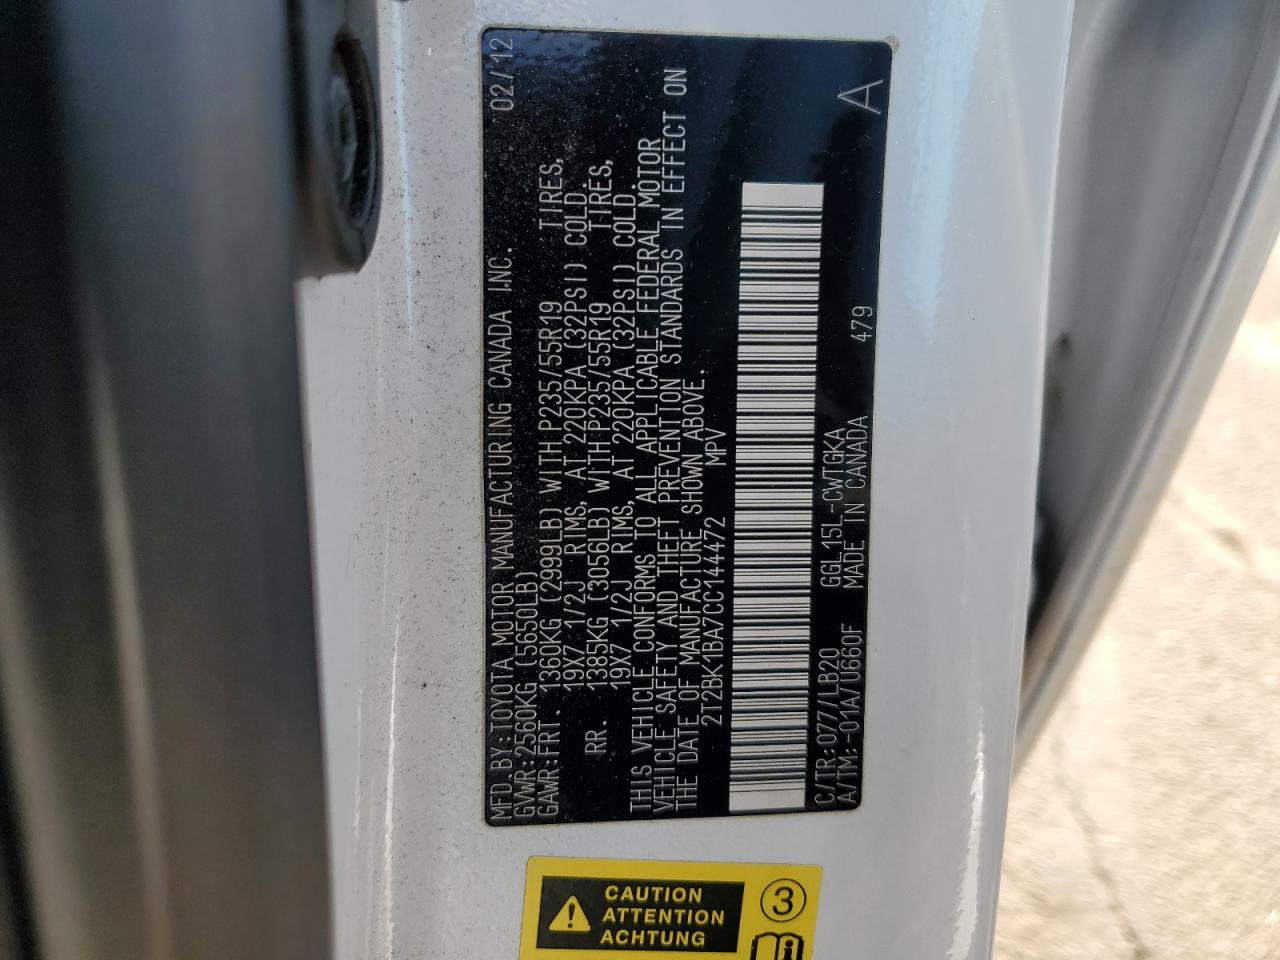 MFD.BY:TOYOTA MOTOR MANUFACTURING CANADA INC. 02/12
GVWR:2560KG (5650LB)
GAWR:FRT. 1360KG (2999LB) WITH P235/55R19 TIRES,
19X7 1/2J RIMS, AT 220KPA (32PSI) COLD.
RR. 1385KG (3056LB) WITH P235/55R19 TIRES,
19X7 1/2J RIMS, AT 220KPA (32PSI) COLD.
THIS VEHICLE CONFORMS TO ALL APPLICABLE FEDERAL MOTOR
VEHICLE SAFETY AND THEFT PREVENTION STANDARDS IN EFFECT ON
THE DATE OF MANUFACTURE SHOWN ABOVE.
2T2BK1BA7CC144472 MPV
C/TR:077/LB20 GGL15L-CWTGKA 479
A/TM:-01A/U660F MADE IN CANADA A
CAUTION
ATTENTION
ACHTUNG
3
i